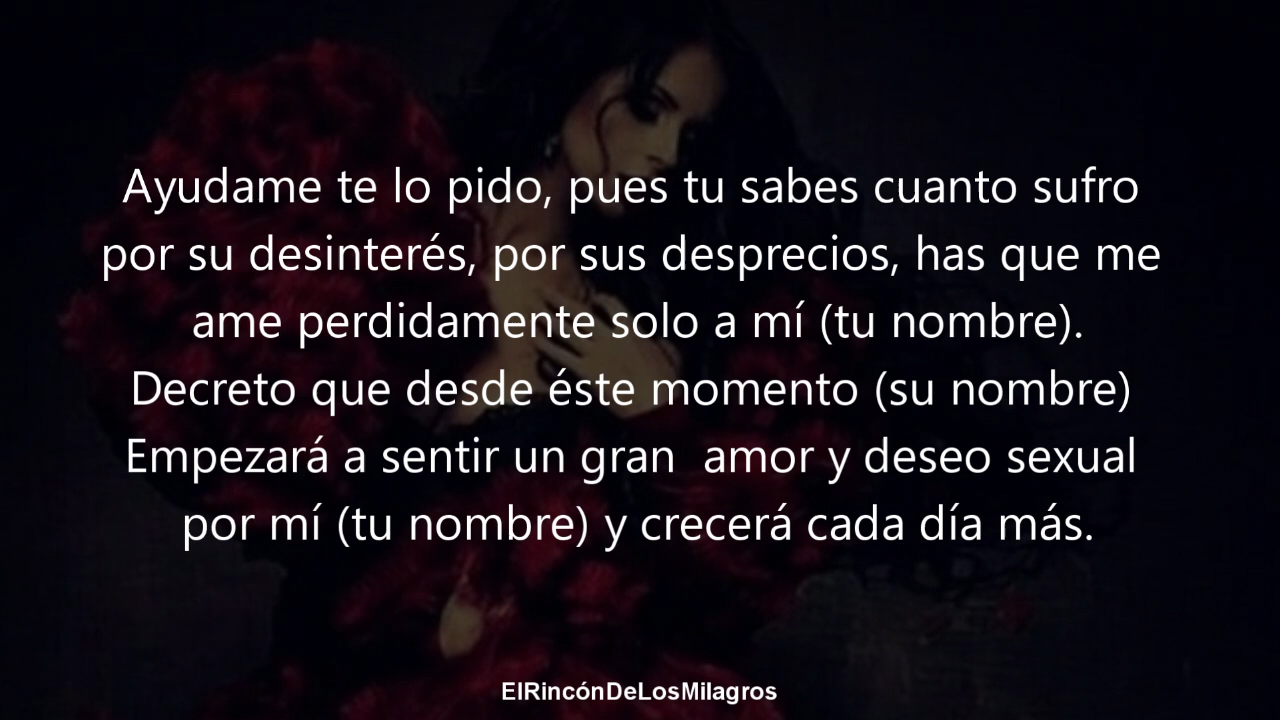 Ayudame te lo pido, pues tu sabes cuanto sufro
por su desinterés, por sus desprecios, has que me
ame perdidamente solo a mí (tu nombre).
Decreto que desde éste momento (su nombre)
Empezará a sentir un gran  amor y deseo sexual
por mí (tu nombre) y crecerá cada día más.
ElRincónDeLosMilagros